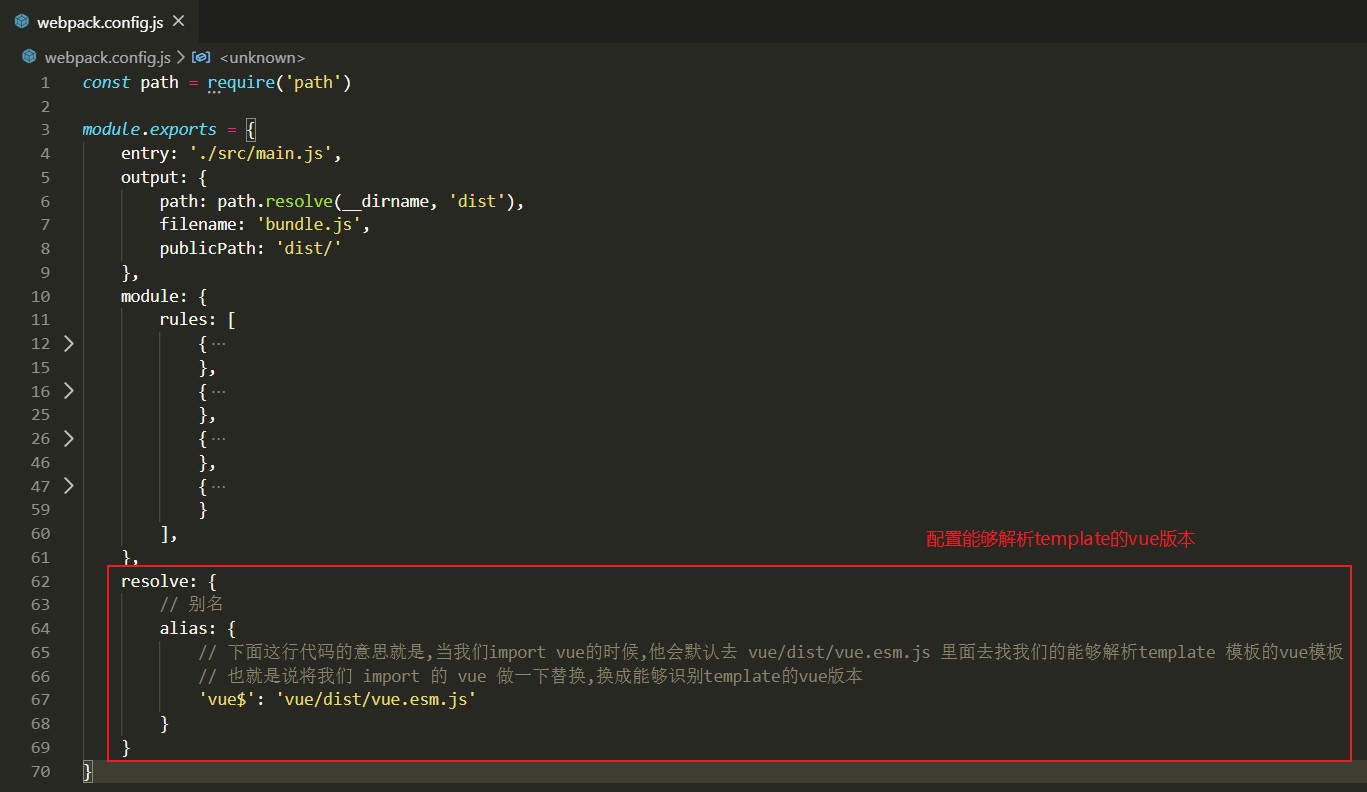 webpack.config.js
webpack.config.js > <unknown>
1 const path = require('path')
2
3 module.exports = {
4 entry: './src/main.js',
5 output: {
6 path: path.resolve(__dirname, 'dist'),
7 filename: 'bundle.js',
8 publicPath: 'dist/'
9 },
10 module: {
11 rules: [
12 { ···
15 },
16 { ···
25 },
26 { ···
46 },
47 { ···
59 }
60 ],
配置能够解析template的vue版本
61 },
62 resolve: {
63 // 别名
64 alias: {
65 // 下面这行代码的意思就是,当我们import vue的时候,他会默认去 vue/dist/vue.esm.js 里面去找我们的能够解析template 模板的vue模板
66 // 也就是说将我们 import 的 vue 做一下替换,换成能够识别template的vue版本
67 'vue$': 'vue/dist/vue.esm.js'
68 }
69 }
70 }